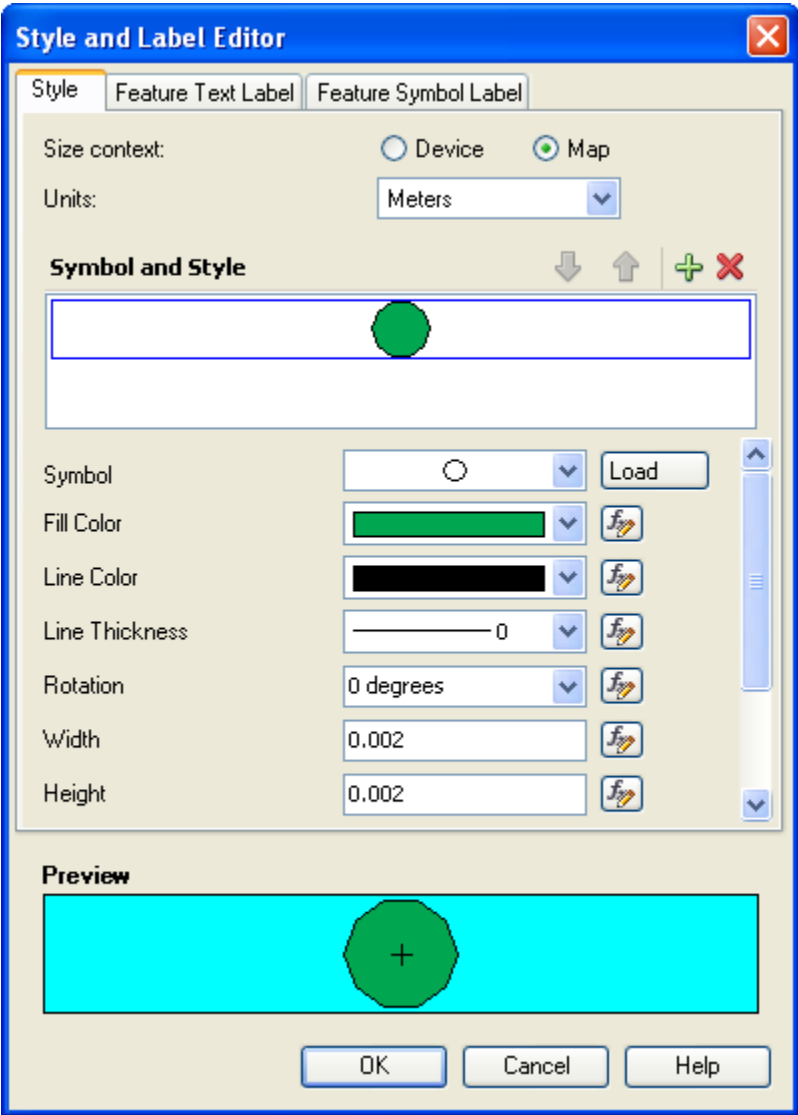 Style and Label Editor
Style Feature Text Label Feature Symbol Label
Size context: Device Map
Units: Meters
Symbol and Style
Symbol Load
Fill Color
Line Color
Line Thickness 0
Rotation 0 degrees
Width 0.002
Height 0.002
Preview
OK Cancel Help